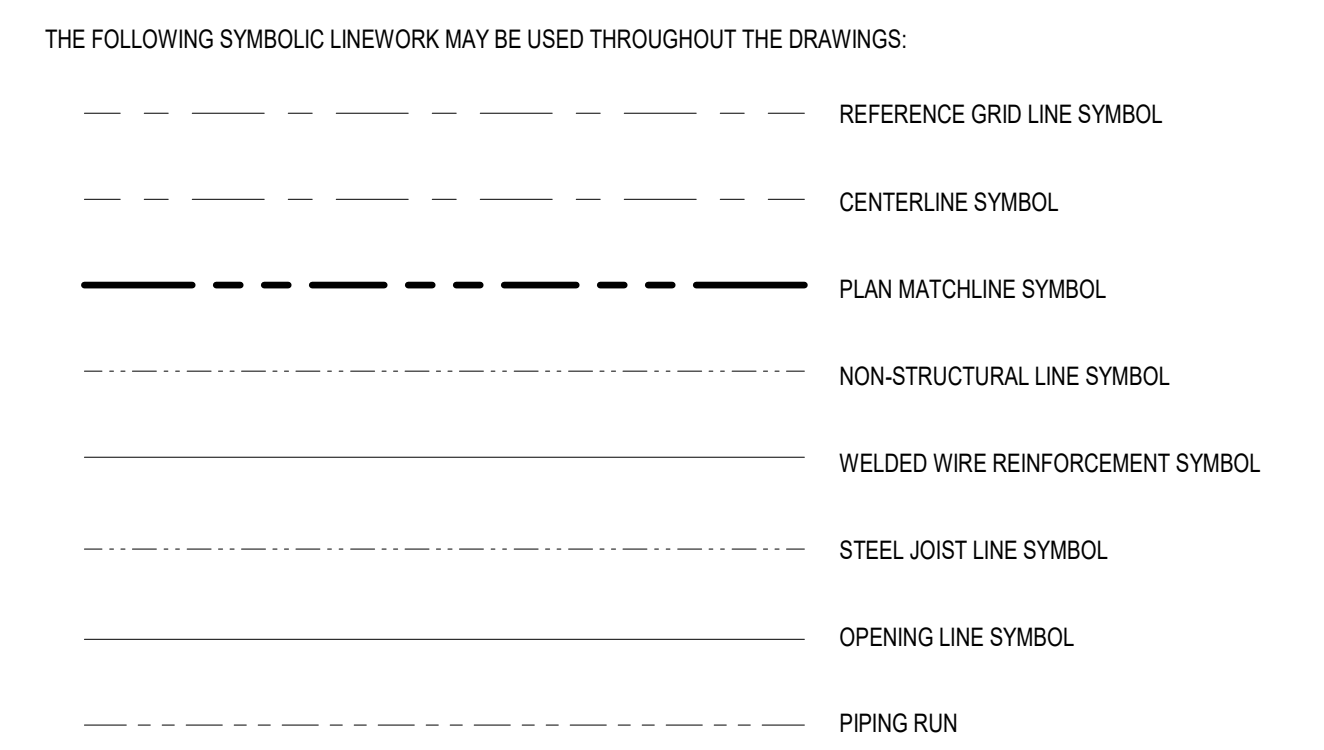 THE FOLLOWING SYMBOLIC LINEWORK MAY BE USED THROUGHOUT THE DRAWINGS:
REFERENCE GRID LINE SYMBOL
CENTERLINE SYMBOL
PLAN MATCHLINE SYMBOL
NON-STRUCTURAL LINE SYMBOL
WELDED WIRE REINFORCEMENT SYMBOL
STEEL JOIST LINE SYMBOL
OPENING LINE SYMBOL
PIPING RUN